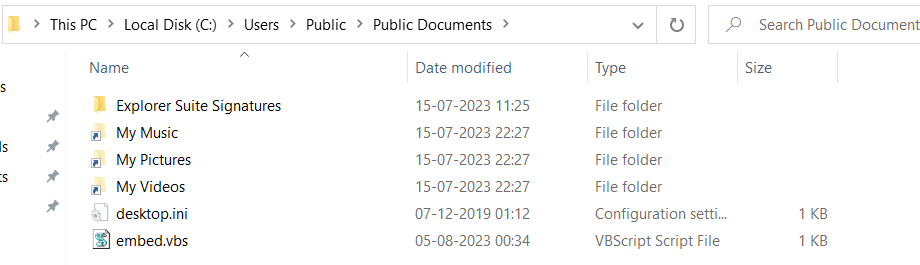 This PC > Local Disk (C:) > Users > Public > Public Documents > Search Public Document
Name Date modified Type Size
Explorer Suite Signatures 15-07-2023 11:25 File folder
My Music 15-07-2023 22:27 File folder
My Pictures 15-07-2023 22:27 File folder
My Videos 15-07-2023 22:27 File folder
desktop.ini 07-12-2019 01:12 Configuration setti... 1 KB
embed.vbs 05-08-2023 00:34 VBScript Script File 1 KB